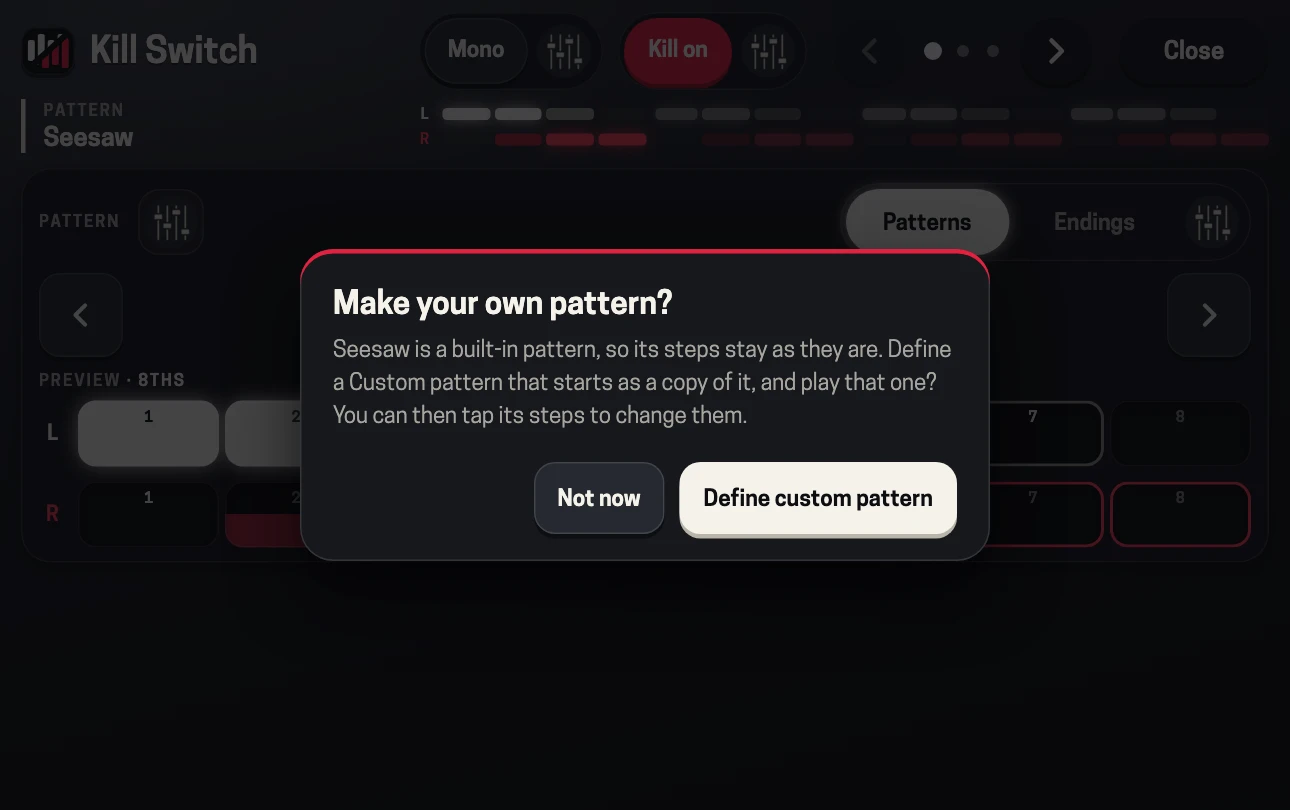 Kill Switch
Mono
Kill on
Close
PATTERN
Seesaw
L
R
PATTERN
Patterns
Endings
Make your own pattern?
Seesaw is a built-in pattern, so its steps stay as they are. Define
a Custom pattern that starts as a copy of it, and play that one?
You can then tap its steps to change them.
Not now
Define custom pattern
PREVIEW · 8THS
L 1 2 7 8
R 1 2 7 8